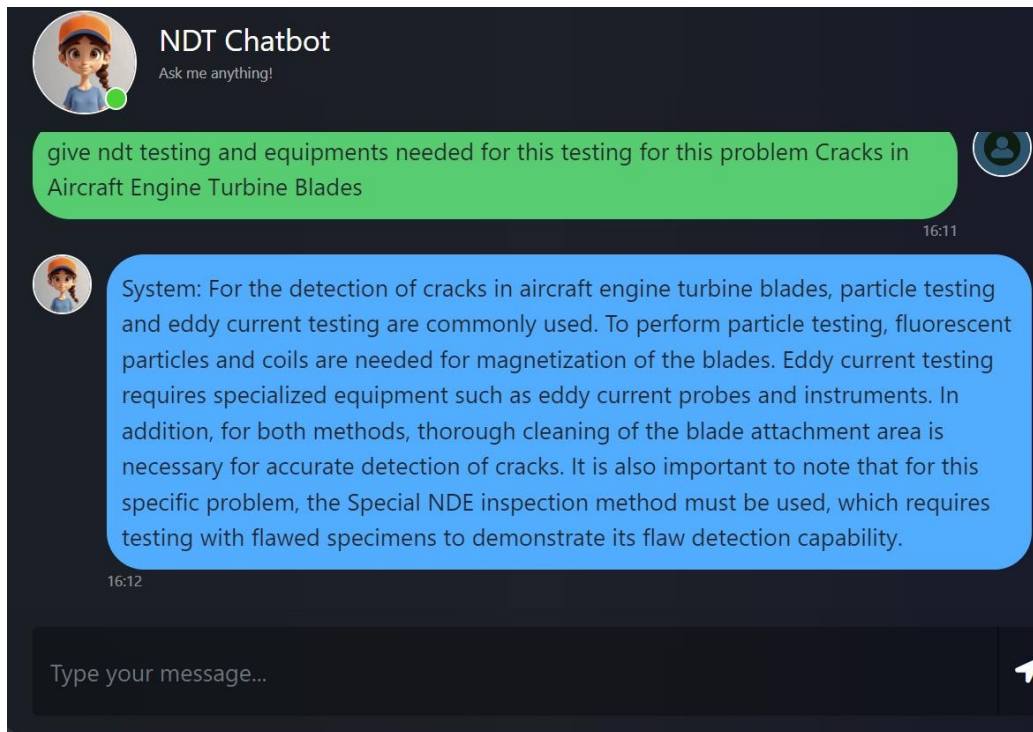 NDT Chatbot
Ask me anything!
give ndt testing and equipments needed for this testing for this problem Cracks in
Aircraft Engine Turbine Blades
16:11
System: For the detection of cracks in aircraft engine turbine blades, particle testing
and eddy current testing are commonly used. To perform particle testing, fluorescent
particles and coils are needed for magnetization of the blades. Eddy current testing
requires specialized equipment such as eddy current probes and instruments. In
addition, for both methods, thorough cleaning of the blade attachment area is
necessary for accurate detection of cracks. It is also important to note that for this
specific problem, the Special NDE inspection method must be used, which requires
testing with flawed specimens to demonstrate its flaw detection capability.
16:12
Type your message...